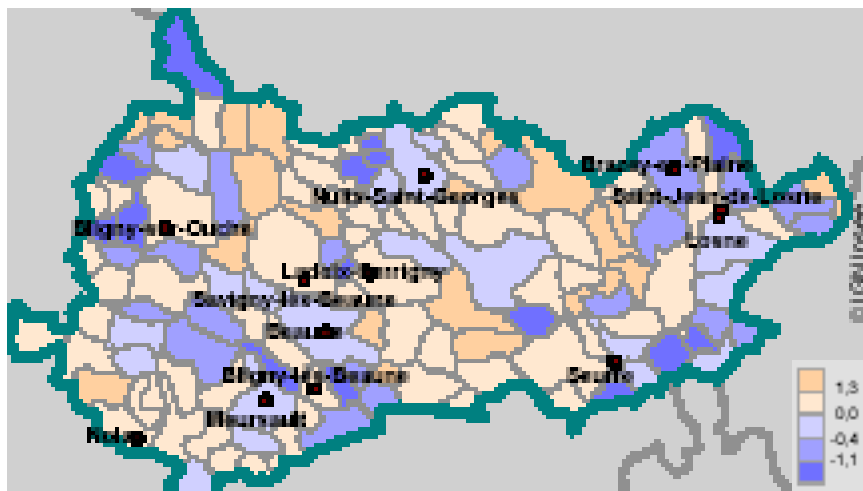 Brazey-en-Plaine
Nuits-Saint-Georges
Saint-Jean-de-Losne
Bligny-sur-Ouche
Losne
Ladoix-Serrigny
Savigny-lès-Beaune
Beaune
Bligny-lès-Beaune
Seurre
Meursault
Nolay
1,3
0,0
-0,4
-1,1